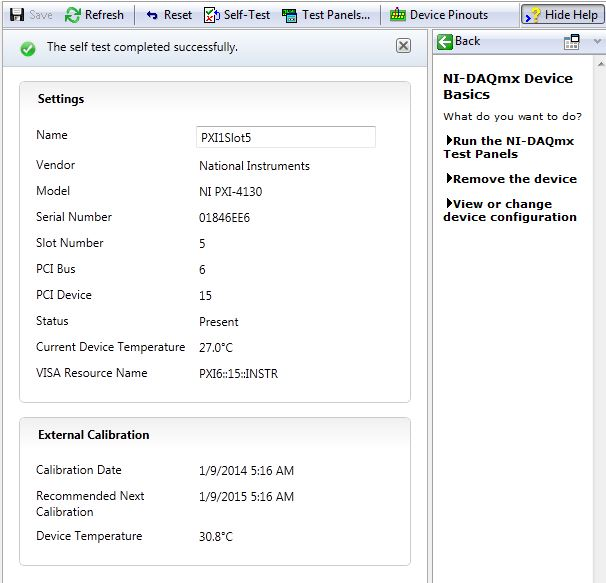 Save Refresh Reset Self-Test Test Panels... Device Pinouts Hide Help
The self test completed successfully.
Settings
Name PXI1Slot5
Vendor National Instruments
Model NI PXI-4130
Serial Number 01846EE6
Slot Number 5
PCI Bus 6
PCI Device 15
Status Present
Current Device Temperature 27.0°C
VISA Resource Name PXI6::15::INSTR
External Calibration
Calibration Date 1/9/2014 5:16 AM
Recommended Next 1/9/2015 5:16 AM
Calibration
Device Temperature 30.8°C
Back
NI-DAQmx Device
Basics
What do you want to do?
Run the NI-DAQmx
Test Panels
Remove the device
View or change
device configuration